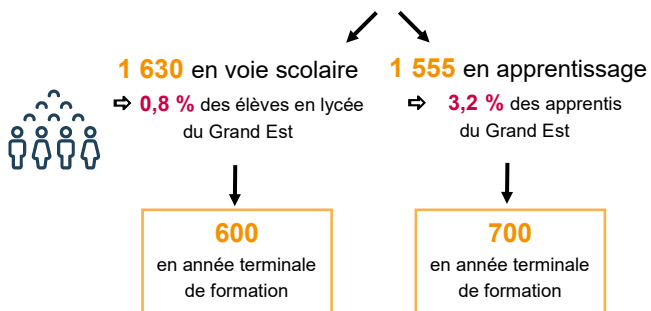 1 630 en voie scolaire
⇨ 0,8 % des élèves en lycée
du Grand Est
600
en année terminale
de formation
1 555 en apprentissage
⇨ 3,2 % des apprentis
du Grand Est
700
en année terminale
de formation